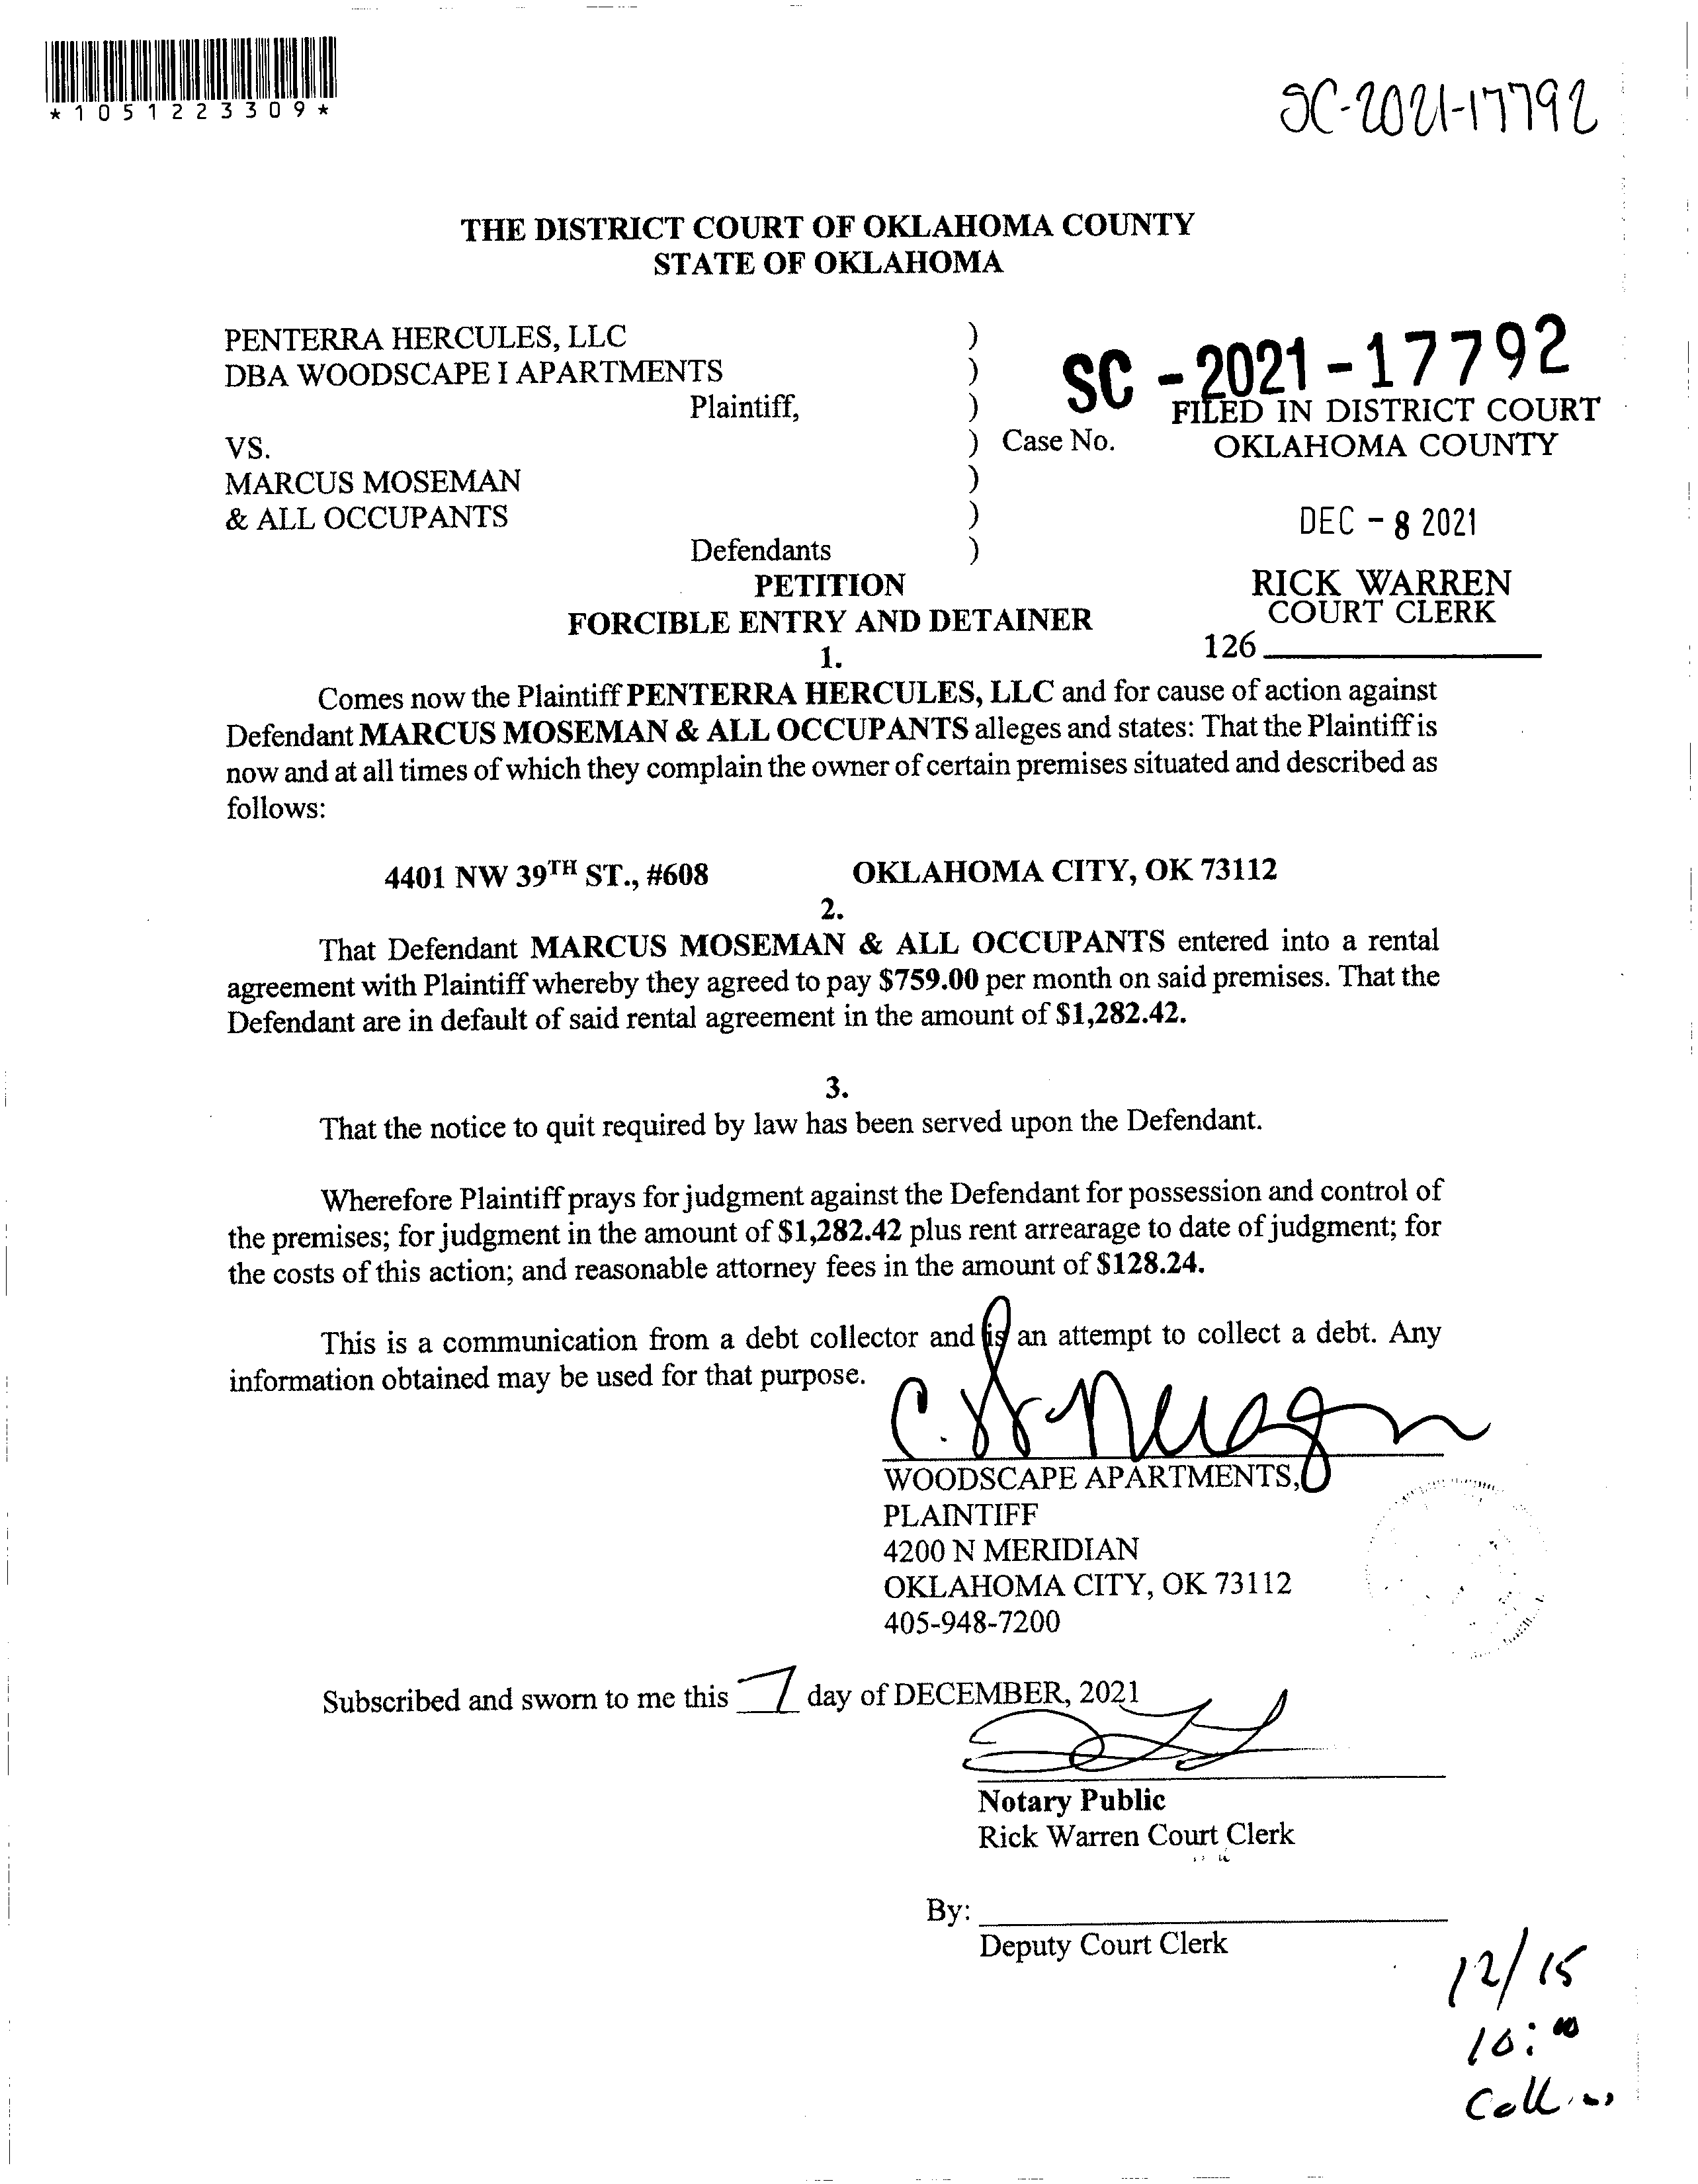 *1051223309*
SC-2021-17792
THE DISTRICT COURT OF OKLAHOMA COUNTY
STATE OF OKLAHOMA
PENTERRA HERCULES, LLC )
DBA WOODSCAPE I APARTMENTS )
Plaintiff, )
VS. ) Case No.
MARCUS MOSEMAN )
& ALL OCCUPANTS )
Defendants )
SC-2021-17792
FILED IN DISTRICT COURT
OKLAHOMA COUNTY
DEC - 8 2021
RICK WARREN
COURT CLERK
126
PETITION
FORCIBLE ENTRY AND DETAINER
1.
Comes now the Plaintiff PENTERRA HERCULES, LLC and for cause of action against
Defendant MARCUS MOSEMAN & ALL OCCUPANTS alleges and states: That the Plaintiff is
now and at all times of which they complain the owner of certain premises situated and described as
follows:
4401 NW 39TH ST., #608 OKLAHOMA CITY, OK 73112
2.
That Defendant MARCUS MOSEMAN & ALL OCCUPANTS entered into a rental
agreement with Plaintiff whereby they agreed to pay $759.00 per month on said premises. That the
Defendant are in default of said rental agreement in the amount of $1,282.42.
3.
That the notice to quit required by law has been served upon the Defendant.
Wherefore Plaintiff prays for judgment against the Defendant for possession and control of
the premises; for judgment in the amount of $1,282.42 plus rent arrearage to date of judgment; for
the costs of this action; and reasonable attorney fees in the amount of $128.24.
This is a communication from a debt collector and is an attempt to collect a debt. Any
information obtained may be used for that purpose.
WOODSCAPE APARTMENTS,
PLAINTIFF
4200 N MERIDIAN
OKLAHOMA CITY, OK 73112
405-948-7200
Subscribed and sworn to me this 7 day of DECEMBER, 2021
Notary Public
Rick Warren Court Clerk
By:
Deputy Court Clerk
12/15
10:00
Collins